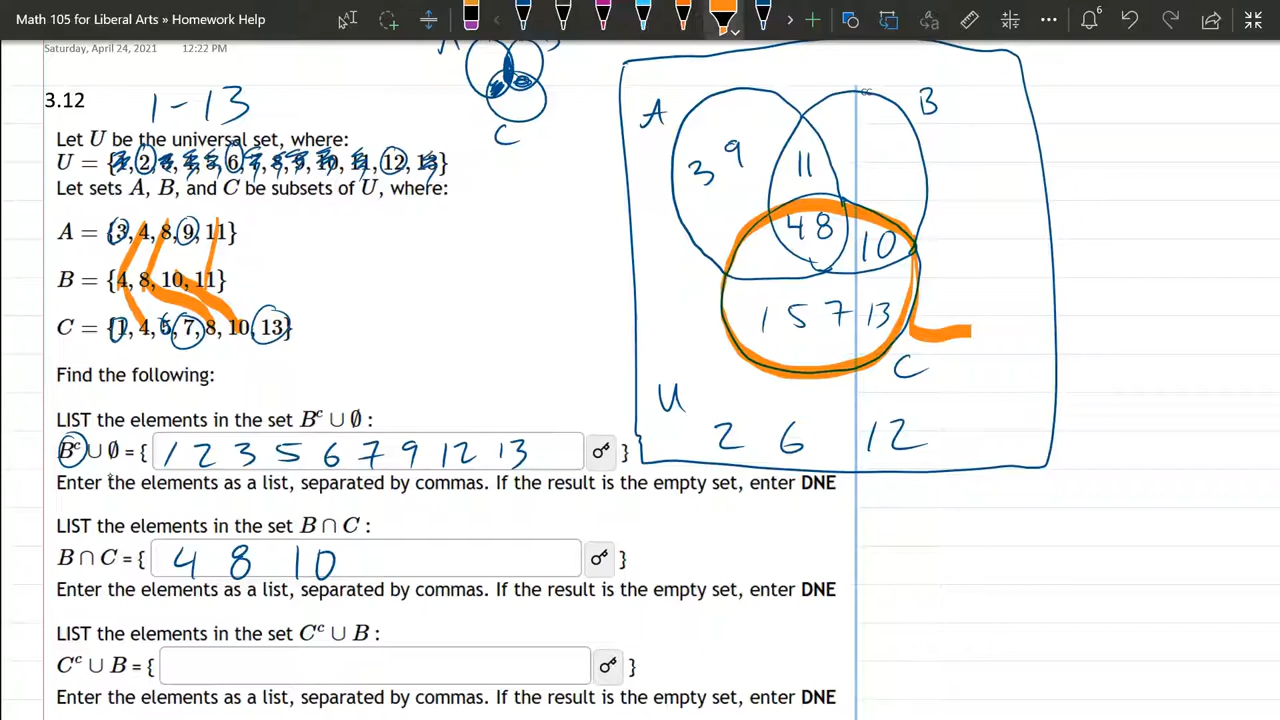 Math 105 for Liberal Arts » Homework Help
6
Saturday, April 24, 2021 12:22 PM
3.12
1 - 13
C
Let U be the universal set, where:
U = {1, 2, 3, 4, 5, 6, 7, 8, 9, 10, 11, 12, 13}
Let sets A, B, and C be subsets of U, where:
A = {3, 4, 8, 9, 11}
B = {4, 8, 10, 11}
C = {1, 4, 5, 7, 8, 10, 13}
Find the following:
LIST the elements in the set Bᶜ ∪ ∅ :
Bᶜ ∪ ∅ = { 1 2 3 5 6 7 9 12 13 }
Enter the elements as a list, separated by commas. If the result is the empty set, enter DNE
LIST the elements in the set B ∩ C :
B ∩ C = { 4 8 10 }
Enter the elements as a list, separated by commas. If the result is the empty set, enter DNE
LIST the elements in the set Cᶜ ∪ B :
Cᶜ ∪ B = { }
Enter the elements as a list, separated by commas. If the result is the empty set, enter DNE
A B
3 9 11
4 8 10
1 5 7 13
C
U
2 6 12